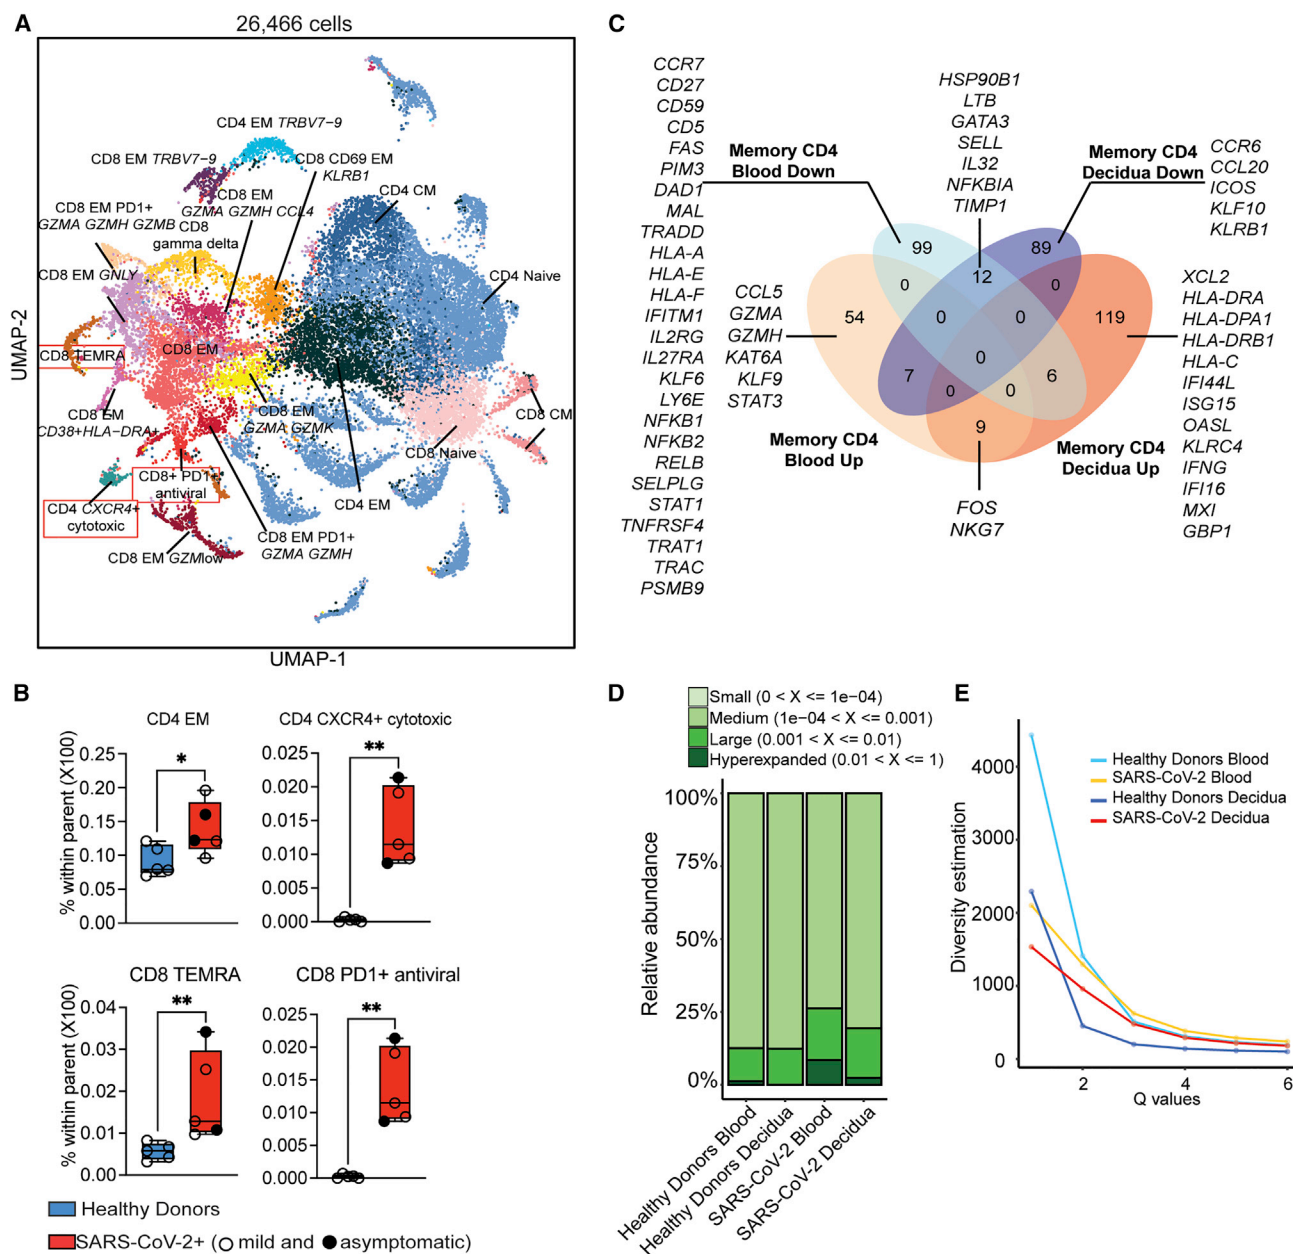 A
26,466 cells
CD4 EM TRBV7-9
CD8 EM TRBV7-9
CD8 CD69 EM
KLRB1
CD8 EM
GZMA GZMH CCL4
CD4 CM
CD8 EM PD1+
GZMA GZMH GZMB
CD8
gamma delta
CD8 EM GNLY
CD4 Naive
CD8 TEMRA
CD8 EM
CD8 EM
CD38+HLA-DRA+
CD8 EM
GZMA GZMK
CD8 CM
CD8 Naive
CD8+ PD1+
antiviral
CD4 CXCR4+
cytotoxic
CD4 EM
CD8 EM GZMlow
CD8 EM PD1+
GZMA GZMH
UMAP-2
UMAP-1
B
CD4 EM
% within parent (X100)
0.25
0.20
0.15
0.10
0.05
0.00
*
CD4 CXCR4+ cytotoxic
0.025
0.020
0.015
0.010
0.005
0.000
**
CD8 TEMRA
% within parent (X100)
0.04
0.03
0.02
0.01
0.00
**
CD8 PD1+ antiviral
0.025
0.020
0.015
0.010
0.005
0.000
**
Healthy Donors
SARS-CoV-2+ (mild and asymptomatic)
C
CCR7
CD27
CD59
CD5
FAS
PIM3
DAD1
MAL
TRADD
HLA-A
HLA-E
HLA-F
IFITM1
IL2RG
IL27RA
KLF6
LY6E
NFKB1
NFKB2
RELB
SELPLG
STAT1
TNFRSF4
TRAT1
TRAC
PSMB9
Memory CD4
Blood Down
HSP90B1
LTB
GATA3
SELL
IL32
NFKBIA
TIMP1
Memory CD4
Decidua Down
CCR6
CCL20
ICOS
KLF10
KLRB1
CCL5
GZMA
GZMH
KAT6A
KLF9
STAT3
99
89
0
12
0
54
0
0
119
0
7
6
0
0
9
Memory CD4
Blood Up
Memory CD4
Decidua Up
FOS
NKG7
XCL2
HLA-DRA
HLA-DPA1
HLA-DRB1
HLA-C
IFI44L
ISG15
OASL
KLRC4
IFNG
IFI16
MXI
GBP1
D
Small (0 < X <= 1e-04)
Medium (1e-04 < X <= 0.001)
Large (0.001 < X <= 0.01)
Hyperexpanded (0.01 < X <= 1)
Relative abundance
100%
75%
50%
25%
0%
Healthy Donors Blood
Healthy Donors Decidua
SARS-CoV-2 Blood
SARS-CoV-2 Decidua
E
Diversity estimation
4000
3000
2000
1000
0
Healthy Donors Blood
SARS-CoV-2 Blood
Healthy Donors Decidua
SARS-CoV-2 Decidua
2
4
6
Q values